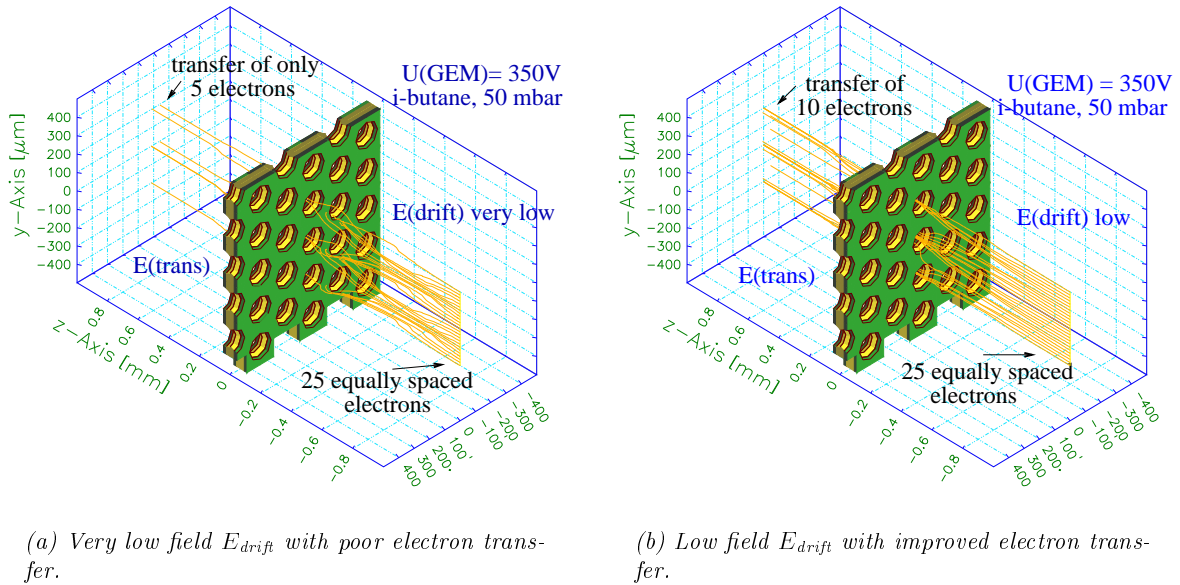 transfer of only
5 electrons
U(GEM)= 350V
i-butane, 50 mbar
y-Axis [μm]
400
300
200
100
0
-100
-200
-300
-400
E(drift) very low
E(trans)
z-Axis [mm]
0.8
0.6
0.4
0.2
0
-0.2
-0.4
-0.6
-0.8
25 equally spaced
electrons
-400
-300
-200
-100
0
100
200
300
400
(a) Very low field E_drift with poor electron trans-
fer.
transfer of
10 electrons
U(GEM) = 350V
i-butane, 50 mbar
y-Axis [μm]
400
300
200
100
0
-100
-200
-300
-400
E(drift) low
E(trans)
z-Axis [mm]
0.8
0.6
0.4
0.2
0
-0.2
-0.4
-0.6
-0.8
25 equally spaced
electrons
-400
-300
-200
-100
0
100
200
300
400
(b) Low field E_drift with improved electron trans-
fer.